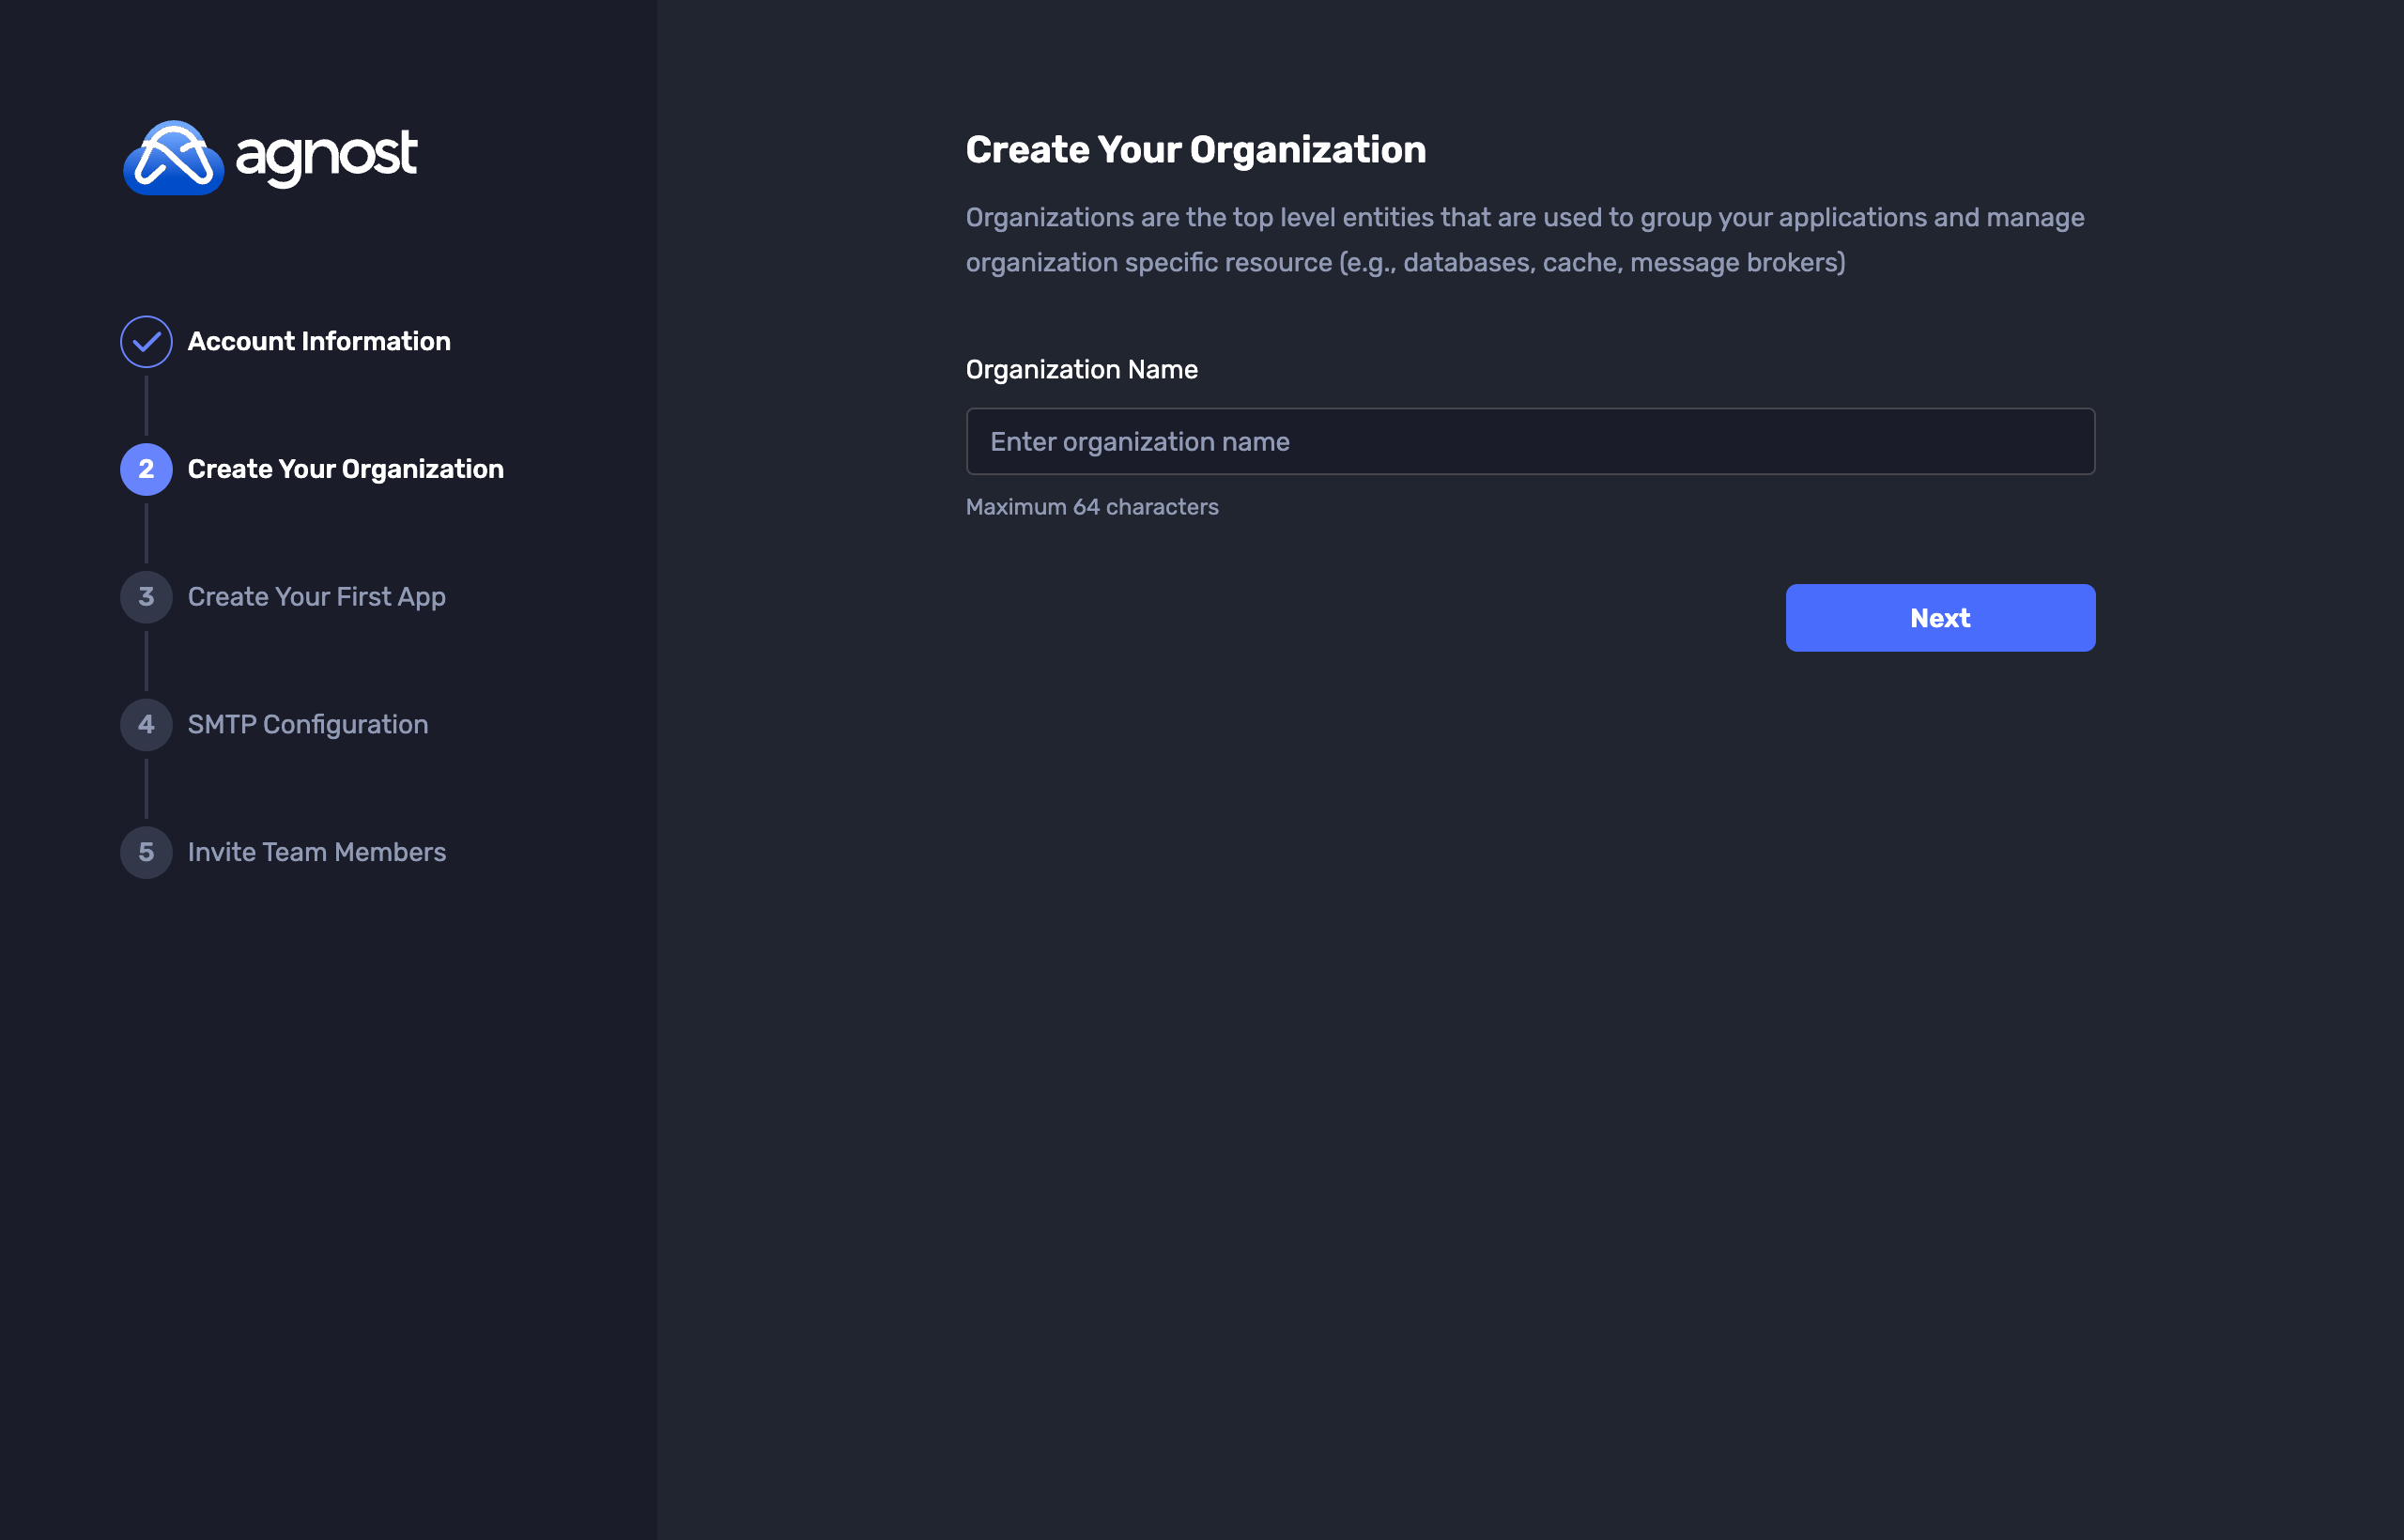 agnost
Account Information
2 Create Your Organization
3 Create Your First App
4 SMTP Configuration
5 Invite Team Members
Create Your Organization
Organizations are the top level entities that are used to group your applications and manage
organization specific resource (e.g., databases, cache, message brokers)
Organization Name
Enter organization name
Maximum 64 characters
Next